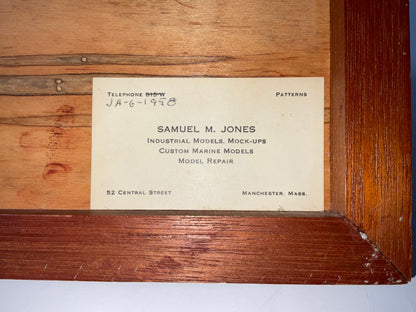 TELEPHONE 815-W PATTERNS
JA-6-1958
SAMUEL M. JONES
INDUSTRIAL MODELS, MOCK-UPS
CUSTOM MARINE MODELS
MODEL REPAIR
52 CENTRAL STREET MANCHESTER, MASS.